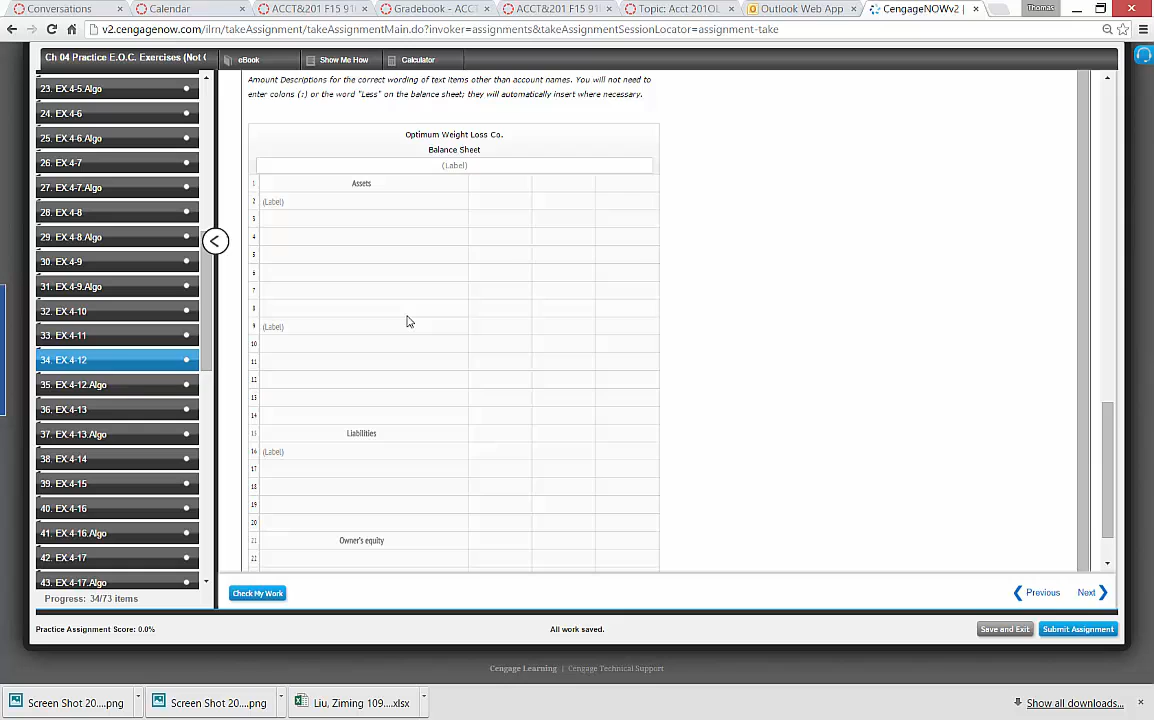 Conversations
Calendar
ACCT&201 F15 91
Gradebook - ACC
ACCT&201 F15 91
Topic: Acct 201OL
Outlook Web App
CengageNOWv2 |
Thomas
v2.cengagenow.com/ilrn/takeAssignment/takeAssignmentMain.do?invoker=assignments&takeAssignmentSessionLocator=assignment-take
Ch 04 Practice E.O.C. Exercises (Not
eBook
Show Me How
Calculator
23. EX.4-5.Algo
24. EX.4-6
25. EX.4-6.Algo
26. EX.4-7
27. EX.4-7.Algo
28. EX.4-8
29. EX.4-8.Algo
30. EX.4-9
31. EX.4-9.Algo
32. EX.4-10
33. EX.4-11
34. EX.4-12
35. EX.4-12.Algo
36. EX.4-13
37. EX.4-13.Algo
38. EX.4-14
39. EX.4-15
40. EX.4-16
41. EX.4-16.Algo
42. EX.4-17
43. EX.4-17.Algo
Progress: 34/73 items
Amount Descriptions for the correct wording of text items other than account names. You will not need to
enter colons (:) or the word "Less" on the balance sheet; they will automatically insert where necessary.
Optimum Weight Loss Co.
Balance Sheet
(Label)
1 Assets
2 (Label)
3
4
5
6
7
8
9 (Label)
10
11
12
13
14
15 Liabilities
16 (Label)
17
18
19
20
21 Owner's equity
22
Check My Work
Previous
Next
Practice Assignment Score: 0.0%
All work saved.
Save and Exit
Submit Assignment
Cengage Learning | Cengage Technical Support
Screen Shot 20....png
Screen Shot 20....png
Liu, Ziming 109....xlsx
Show all downloads...